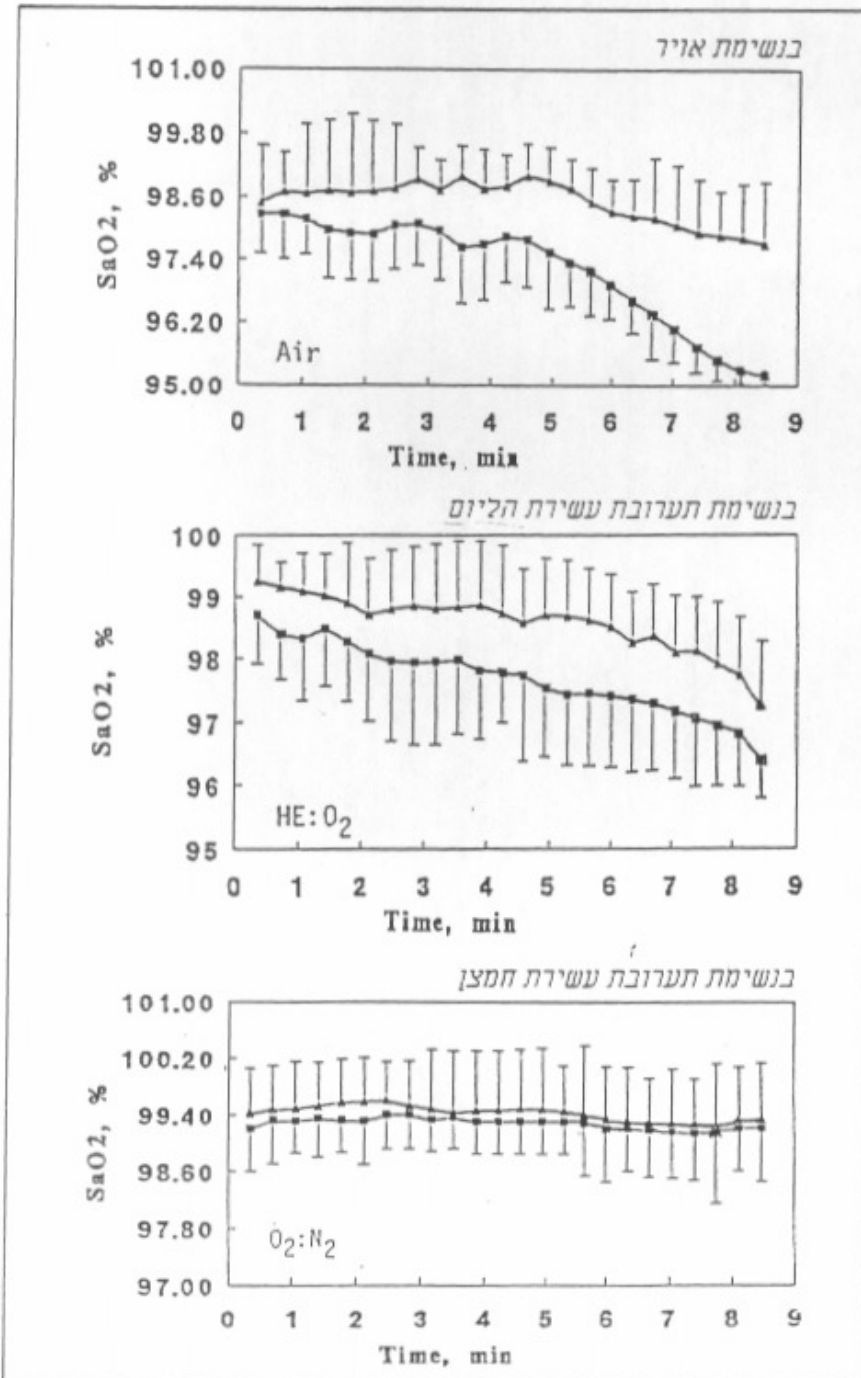 בנשימת אויר
101.00
99.80
98.60
97.40
96.20
95.00
SaO2, %
Air
0 1 2 3 4 5 6 7 8 9
Time, min
בנשימת תערובת עשירת הליום
100
99
98
97
96
95
SaO2, %
HE:O₂
0 1 2 3 4 5 6 7 8 9
Time, min
בנשימת תערובת עשירת חמצן
101.00
100.20
99.40
98.60
97.80
97.00
SaO2, %
O₂:N₂
0 1 2 3 4 5 6 7 8 9
Time, min